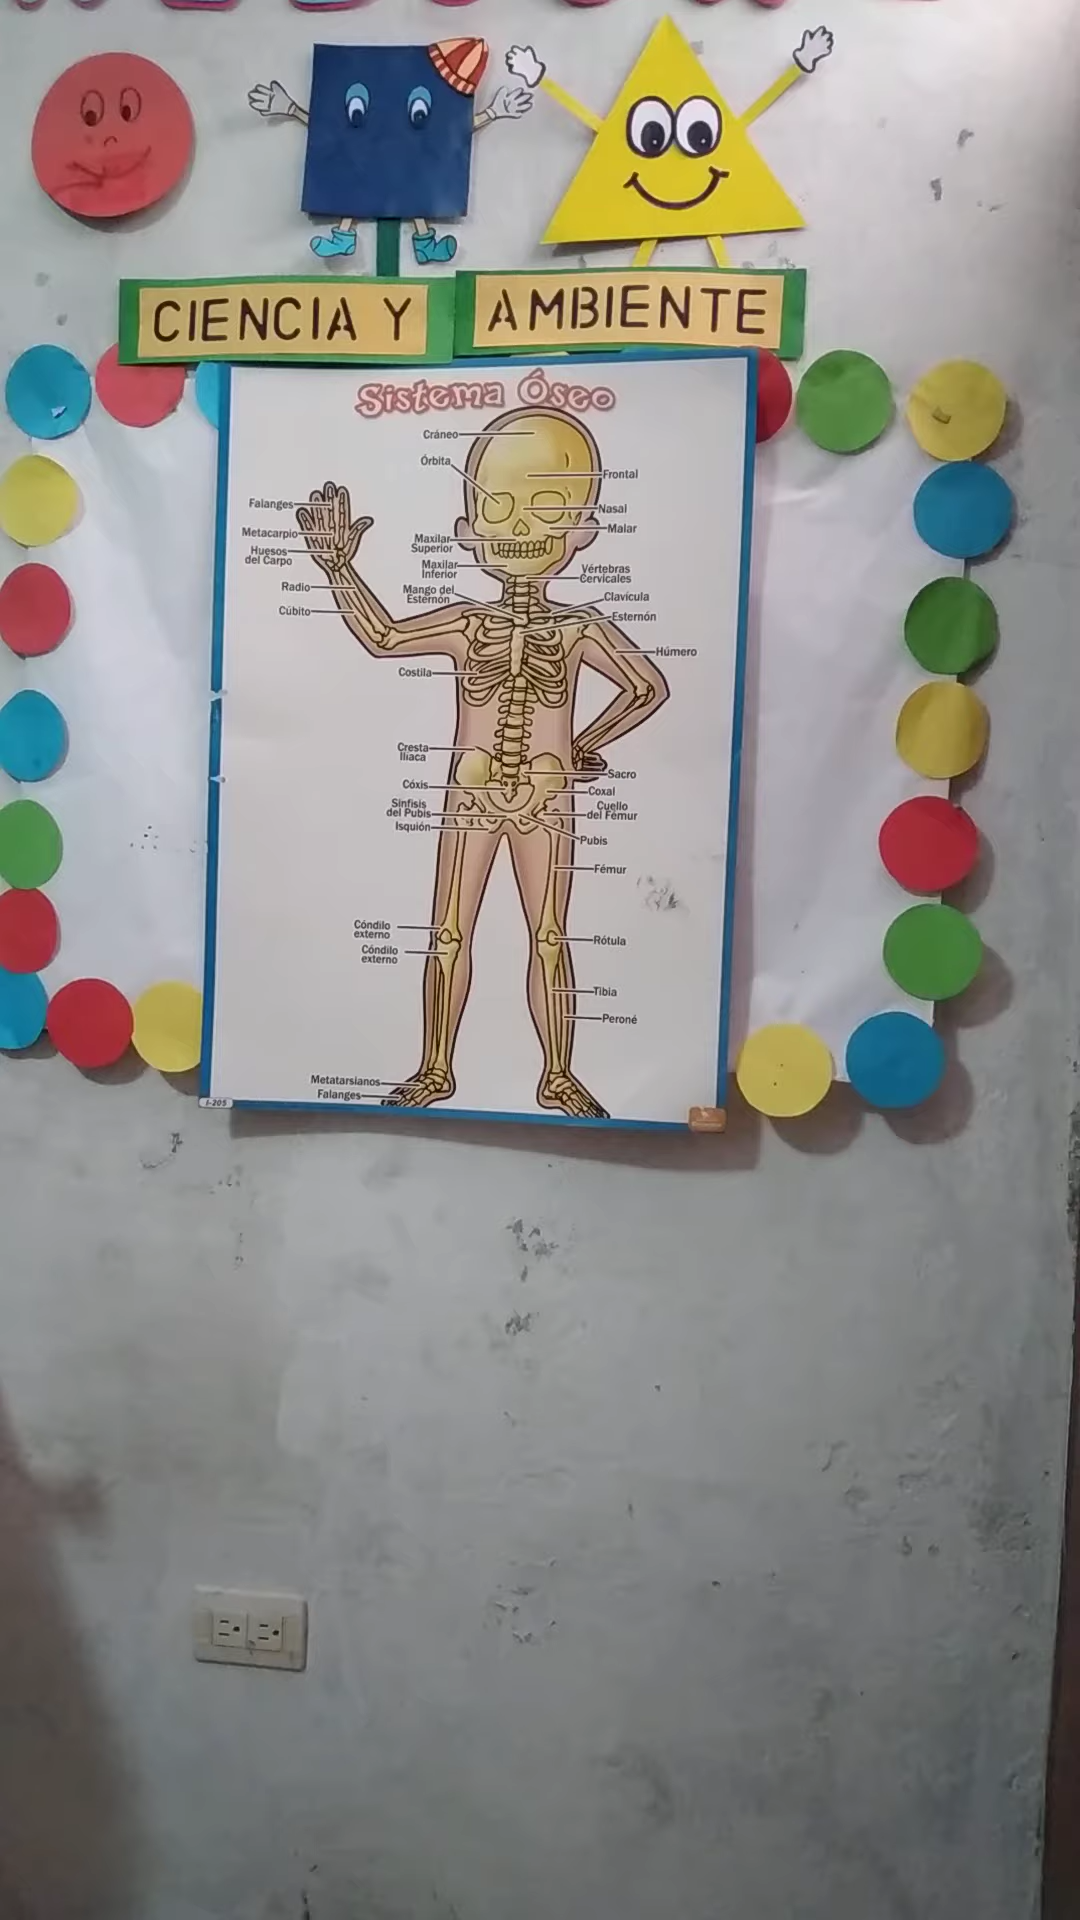 CIENCIA Y AMBIENTE
Sistema Óseo
Cráneo
Órbita
Frontal
Falanges
Nasal
Metacarpio
Malar
Maxilar
Superior
Huesos
del Carpo
Maxilar
Inferior
Vértebras
Cervicales
Radio
Mango del
Esternón
Clavícula
Cúbito
Esternón
Húmero
Costila
Cresta
Iliaca
Sacro
Cóxis
Coxal
Sínfisis
del Pubis
Cuello
del Fémur
Isquión
Pubis
Fémur
Cóndilo
externo
Rótula
Cóndilo
externo
Tibia
Peroné
Metatarsianos
Falanges
J-205